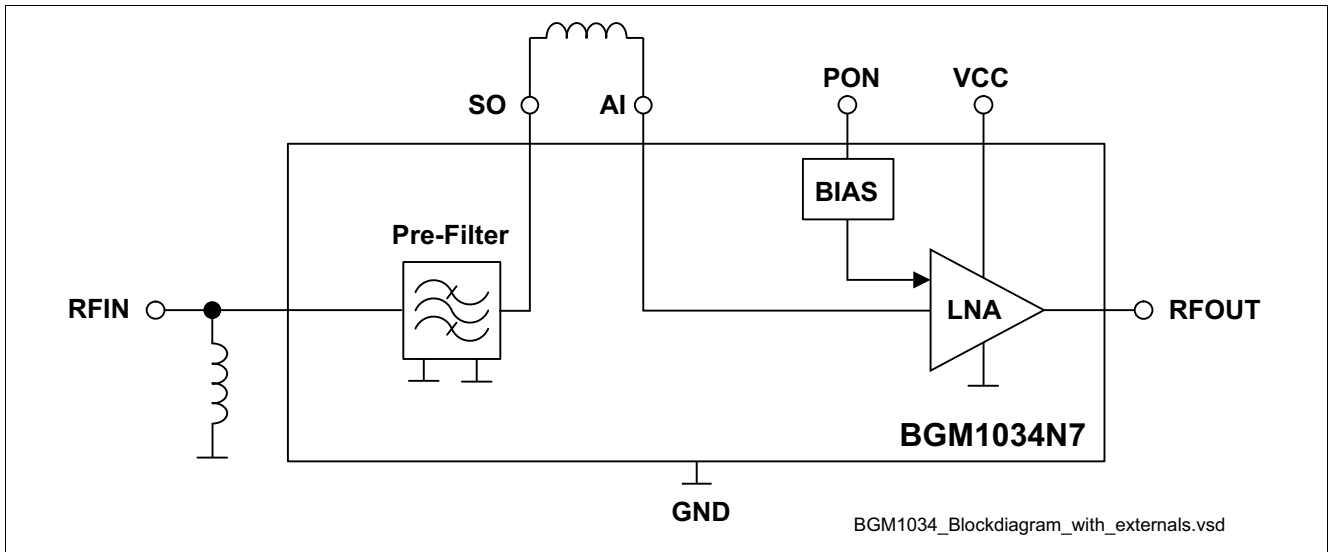 SO
AI
PON
VCC
BIAS
Pre-Filter
RFIN
LNA
RFOUT
BGM1034N7
GND
BGM1034_Blockdiagram_with_externals.vsd